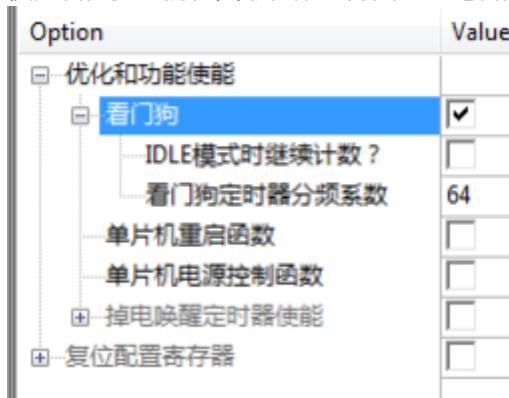 Option Value
优化和功能使能
看门狗
IDLE模式时继续计数？
看门狗定时器分频系数 64
单片机重启函数
单片机电源控制函数
掉电唤醒定时器使能
复位配置寄存器